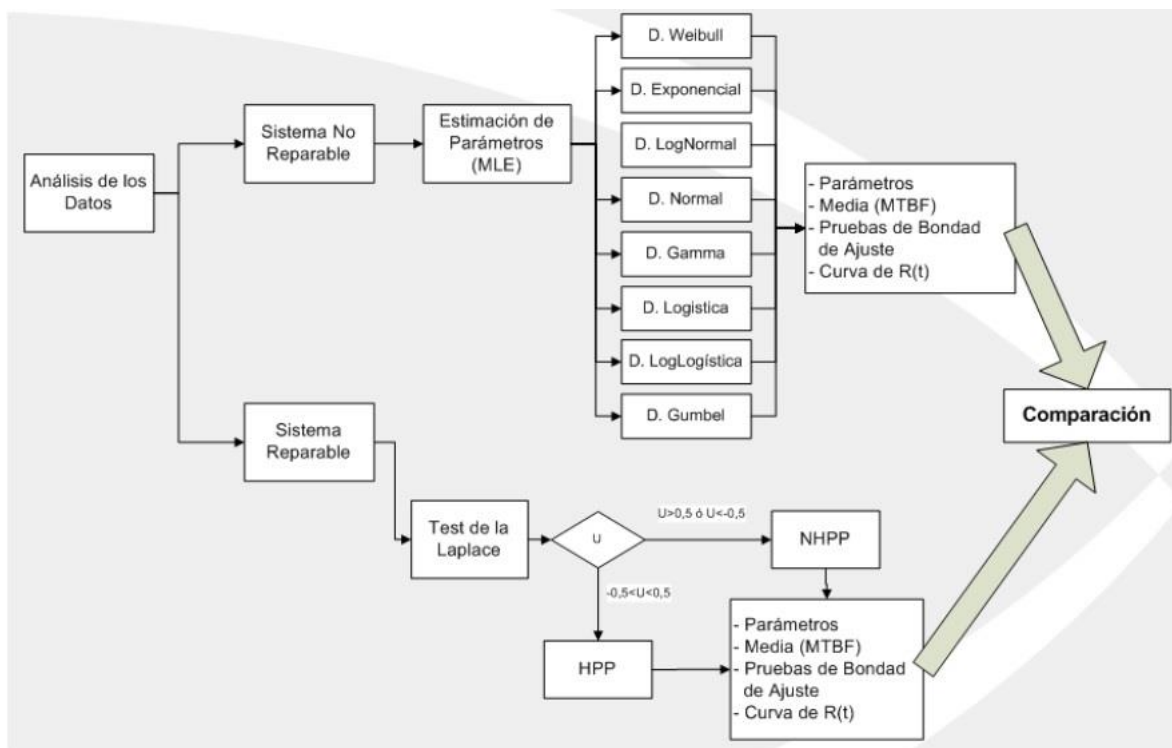 Análisis de los
Datos
Sistema No
Reparable
Estimación de
Parámetros
(MLE)
D. Weibull
D. Exponencial
D. LogNormal
D. Normal
D. Gamma
D. Logistica
D. LogLogística
D. Gumbel
- Parámetros
- Media (MTBF)
- Pruebas de Bondad
de Ajuste
- Curva de R(t)
Comparación
Sistema
Reparable
Test de la
Laplace
U
U>0,5 ó U<-0,5
NHPP
-0,5<U<0,5
HPP
- Parámetros
- Media (MTBF)
- Pruebas de Bondad
de Ajuste
- Curva de R(t)